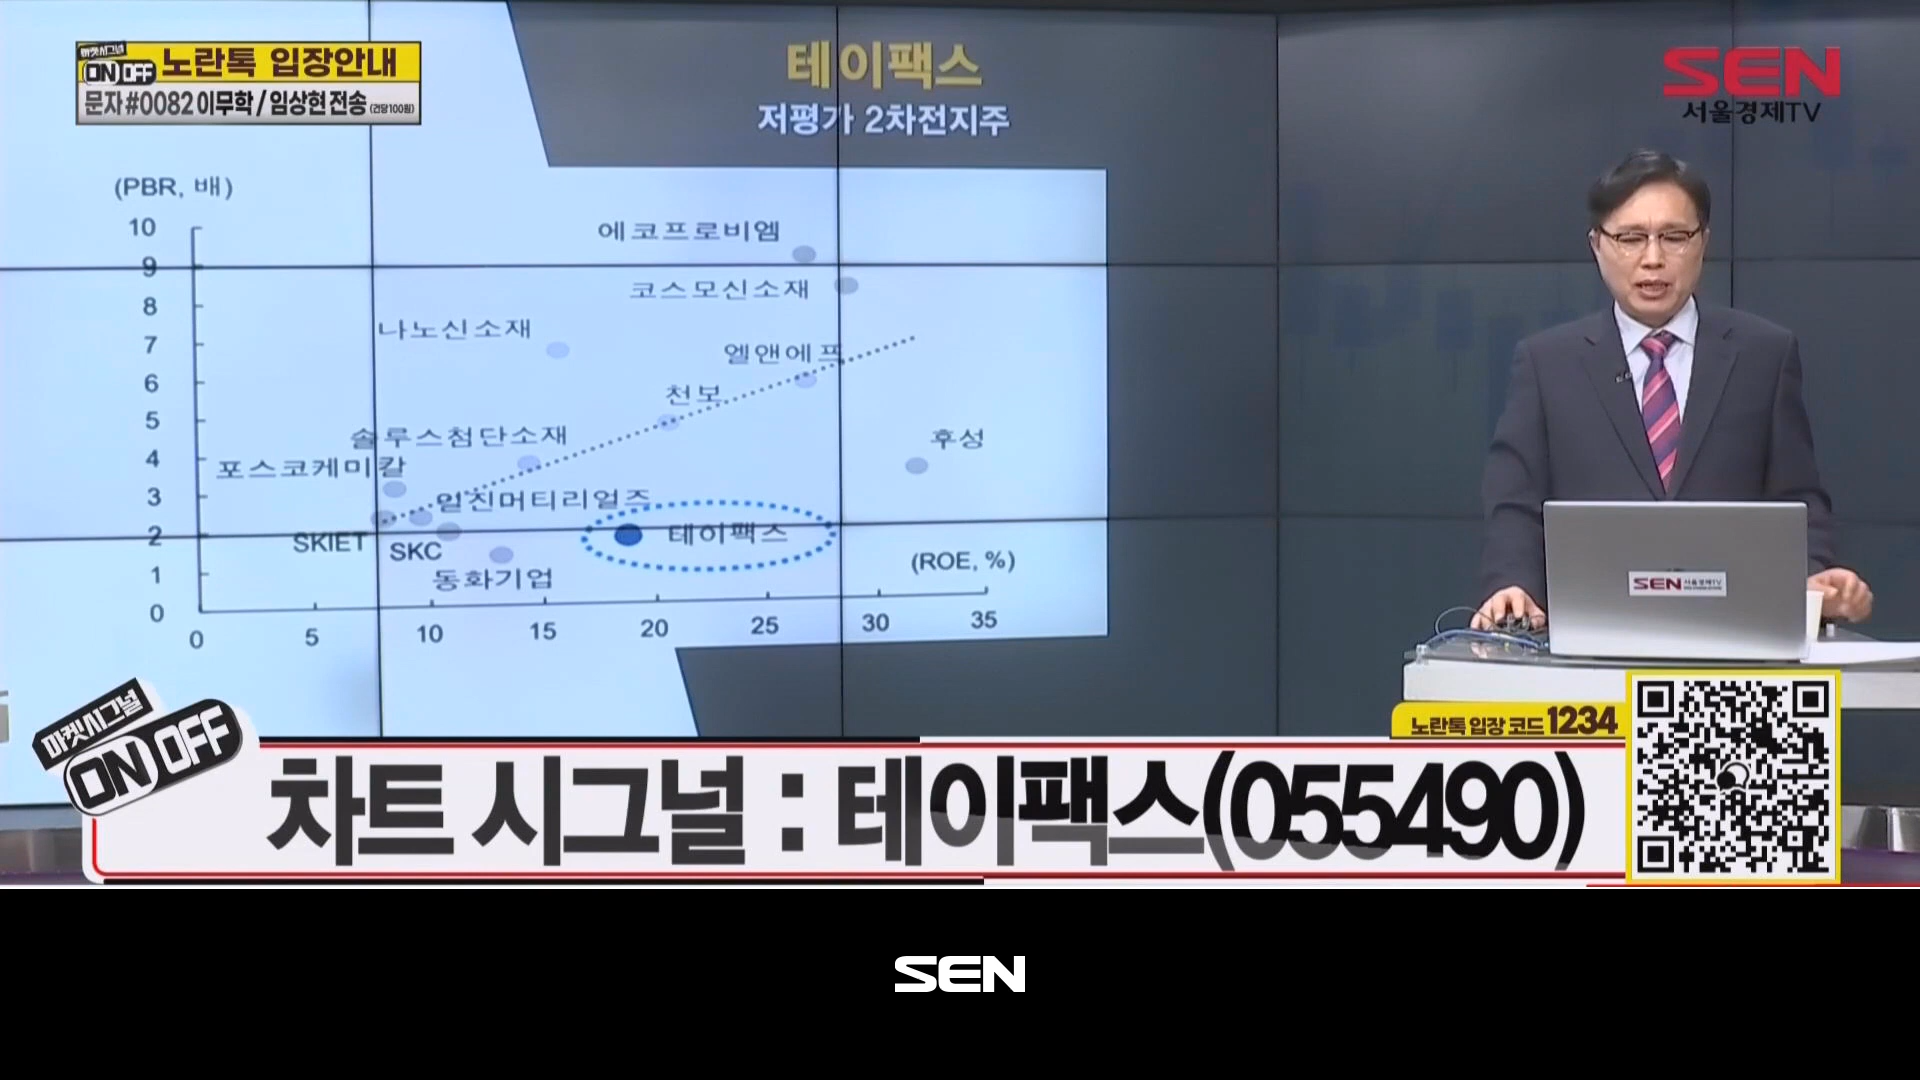 마켓시그널
ON OFF
노란톡 입장안내
문자 #0082 이무학 / 임상현 전송 (건당100원)
테이팩스
저평가 2차전지주
SEN
서울경제TV
(PBR, 배)
10
9
8
7
6
5
4
3
2
1
0
에코프로비엠
코스모신소재
나노신소재
엘앤에프
천보
솔루스첨단소재
후성
포스코케미칼
일진머티리얼즈
테이팩스
SKIET
SKC
동화기업
(ROE, %)
0 5 10 15 20 25 30 35
SEN 서울경제TV
노란톡 입장 코드 1234
마켓시그널
ON OFF
차트 시그널 : 테이팩스(055490)
SEN